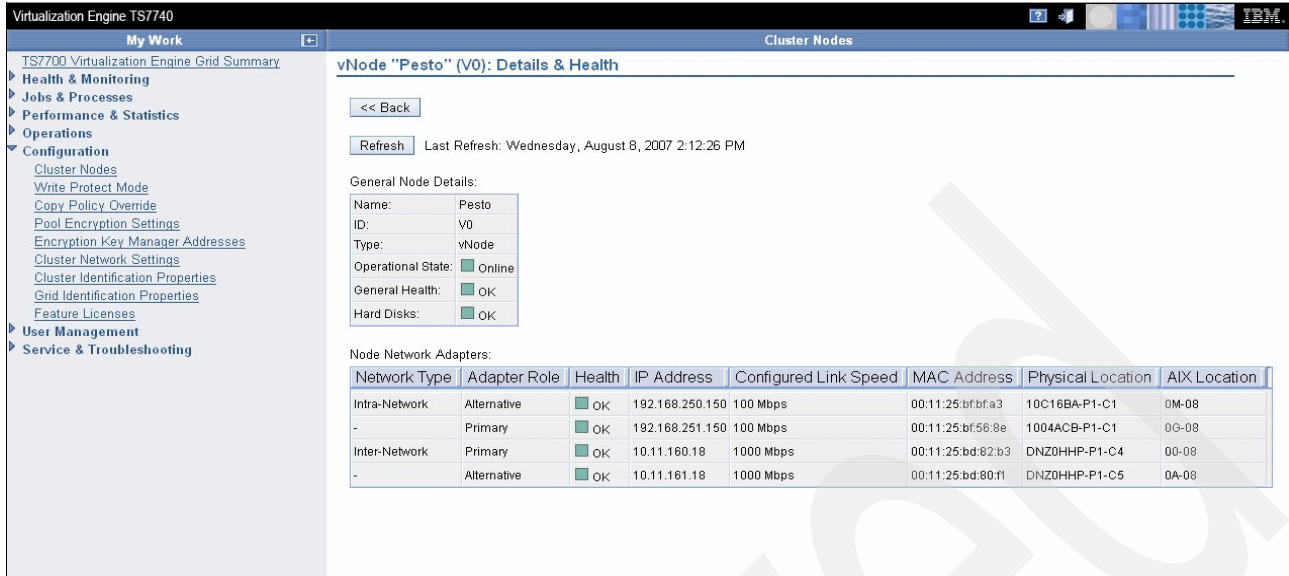 Virtualization Engine TS7740
?
IBM.
My Work
Cluster Nodes
TS7700 Virtualization Engine Grid Summary
Health & Monitoring
Jobs & Processes
Performance & Statistics
Operations
Configuration
Cluster Nodes
Write Protect Mode
Copy Policy Override
Pool Encryption Settings
Encryption Key Manager Addresses
Cluster Network Settings
Cluster Identification Properties
Grid Identification Properties
Feature Licenses
User Management
Service & Troubleshooting
vNode "Pesto" (V0): Details & Health
<< Back
Refresh Last Refresh: Wednesday, August 8, 2007 2:12:26 PM
General Node Details:
Name: Pesto
ID: V0
Type: vNode
Operational State: Online
General Health: OK
Hard Disks: OK
Node Network Adapters:
Network Type Adapter Role Health IP Address Configured Link Speed MAC Address Physical Location AIX Location
Intra-Network Alternative OK 192.168.250.150 100 Mbps 00:11:25:bf:bf:a3 10C16BA-P1-C1 0M-08
- Primary OK 192.168.251.150 100 Mbps 00:11:25:bf:56:8e 1004ACB-P1-C1 0G-08
Inter-Network Primary OK 10.11.160.18 1000 Mbps 00:11:25:bd:82:b3 DNZ0HHP-P1-C4 00-08
- Alternative OK 10.11.161.18 1000 Mbps 00:11:25:bd:80:f1 DNZ0HHP-P1-C5 0A-08